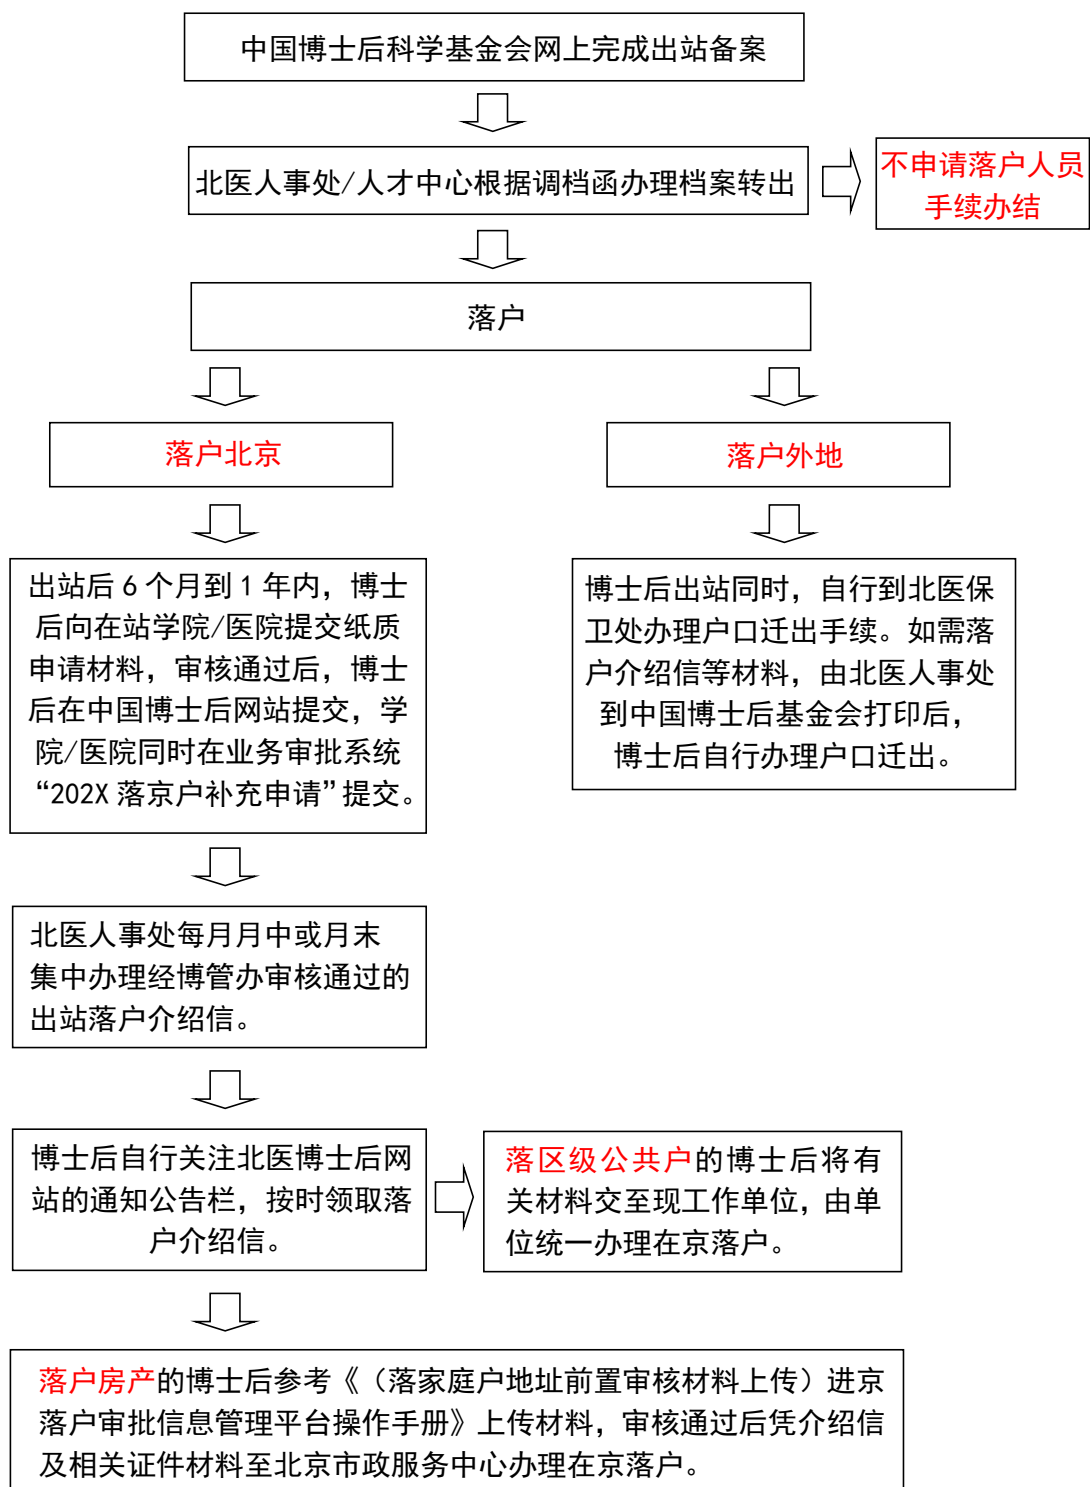 中国博士后科学基金会网上完成出站备案
北医人事处/人才中心根据调档函办理档案转出
不申请落户人员
手续办结
落户
落户北京
落户外地
出站后6个月到1年内，博士
后向在站学院/医院提交纸质
申请材料，审核通过后，博士
后在中国博士后网站提交，学
院/医院同时在业务审批系统
“202X落京户补充申请”提交。
博士后出站同时，自行到北医保
卫处办理户口迁出手续。如需落
户介绍信等材料，由北医人事处
到中国博士后基金会打印后，
博士后自行办理户口迁出。
北医人事处每月月中或月末
集中办理经博管办审核通过的
出站落户介绍信。
博士后自行关注北医博士后网
站的通知公告栏，按时领取落
户介绍信。
落区级公共户的博士后将有
关材料交至现工作单位，由单
位统一办理在京落户。
落户房产的博士后参考《（落家庭户地址前置审核材料上传）进京
落户审批信息管理平台操作手册》上传材料，审核通过后凭介绍信
及相关证件材料至北京市政服务中心办理在京落户。